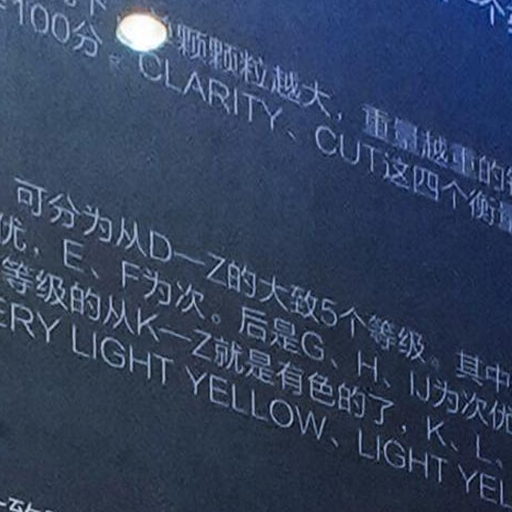 100分。 颗颗粒越大，重量越重的
CLARITY、CUT这四个衡量
可分为从D—Z的大致5个等级。其中
优，E、F为次。后是G、H、IJ为次优
等级的从K—Z就是有色的了，K、L、
ERY LIGHT YELLOW、LIGHT YEL